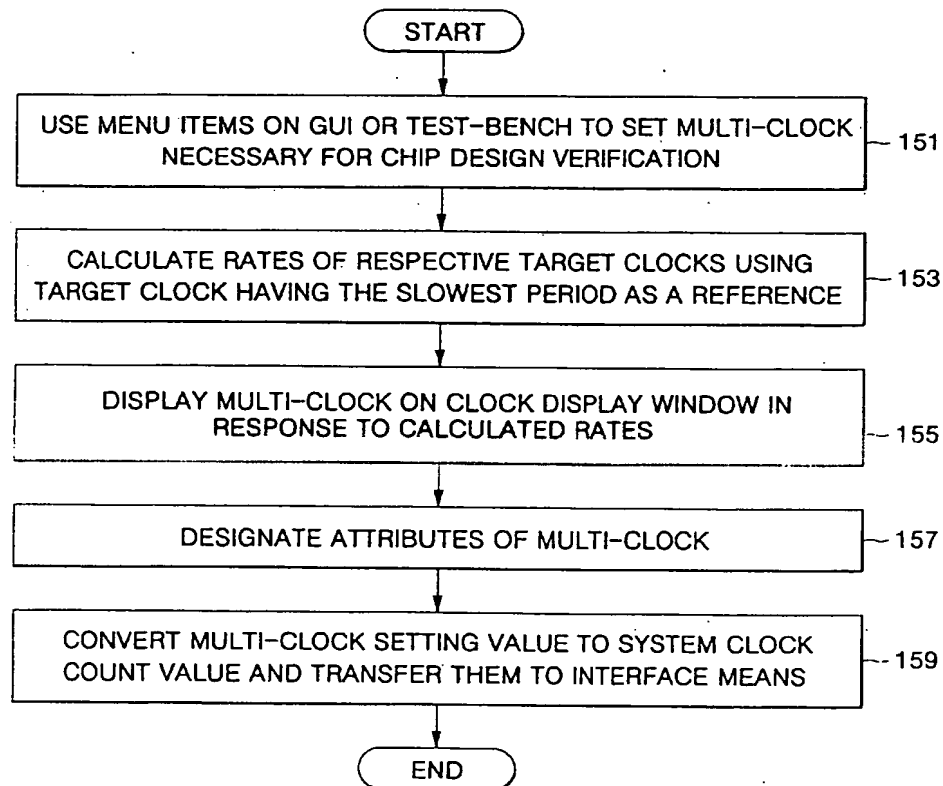 START
USE MENU ITEMS ON GUI OR TEST-BENCH TO SET MULTI-CLOCK
NECESSARY FOR CHIP DESIGN VERIFICATION
151
CALCULATE RATES OF RESPECTIVE TARGET CLOCKS USING
TARGET CLOCK HAVING THE SLOWEST PERIOD AS A REFERENCE
153
DISPLAY MULTI-CLOCK ON CLOCK DISPLAY WINDOW IN
RESPONSE TO CALCULATED RATES
155
DESIGNATE ATTRIBUTES OF MULTI-CLOCK
157
CONVERT MULTI-CLOCK SETTING VALUE TO SYSTEM CLOCK
COUNT VALUE AND TRANSFER THEM TO INTERFACE MEANS
159
END